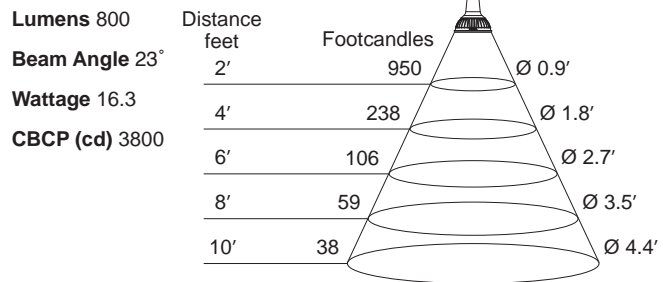 Lumens 800
Beam Angle 23˚
Wattage 16.3
CBCP (cd) 3800
Distance
feet
Footcandles
2′ 950 Ø 0.9′
4′ 238 Ø 1.8′
6′ 106 Ø 2.7′
8′ 59 Ø 3.5′
10′ 38 Ø 4.4′